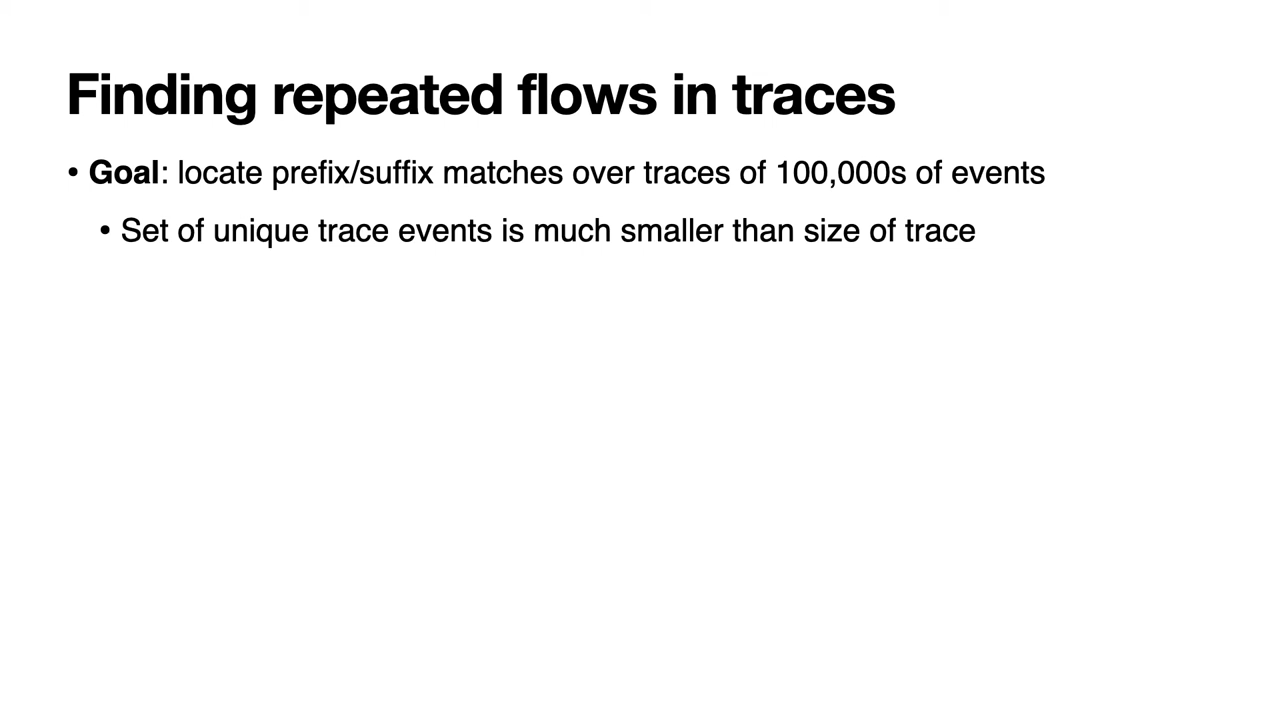 Finding repeated flows in traces
• Goal: locate prefix/suffix matches over traces of 100,000s of events
• Set of unique trace events is much smaller than size of trace